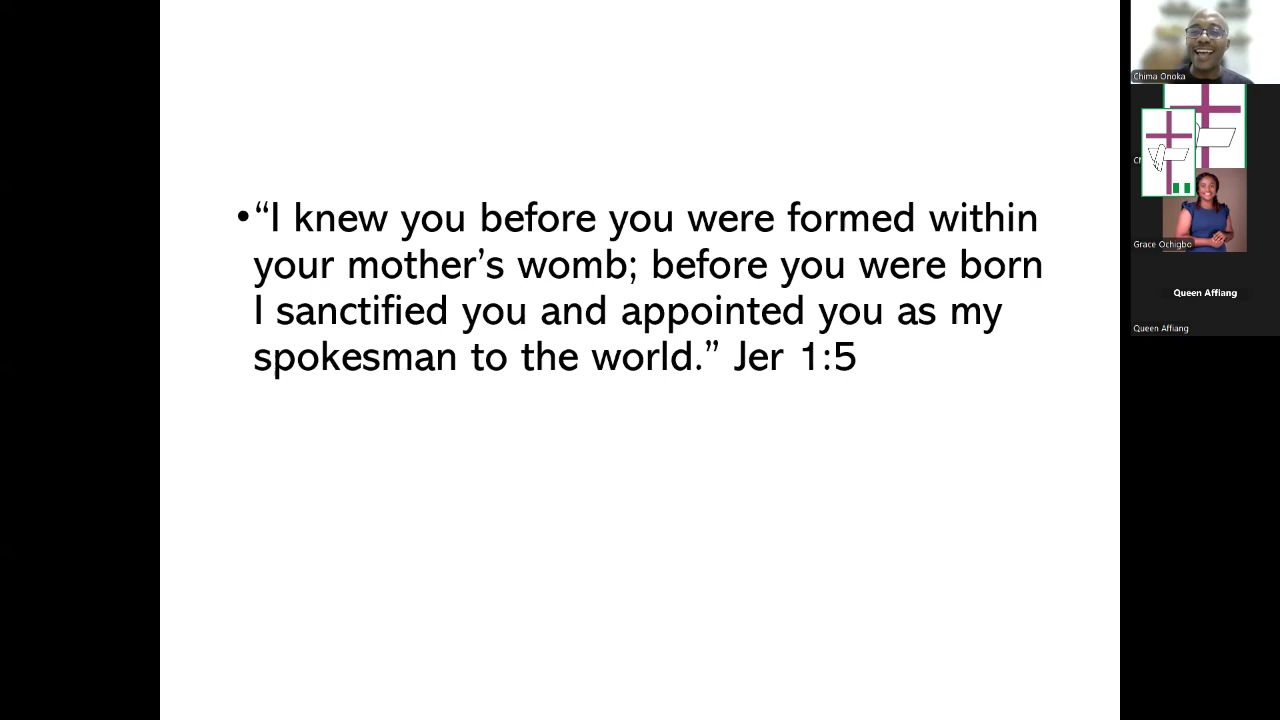 •“I knew you before you were formed within
your mother’s womb; before you were born
I sanctified you and appointed you as my
spokesman to the world.” Jer 1:5
Chima Onoka
Grace Ochigbo
Queen Affiang
Queen Affiang